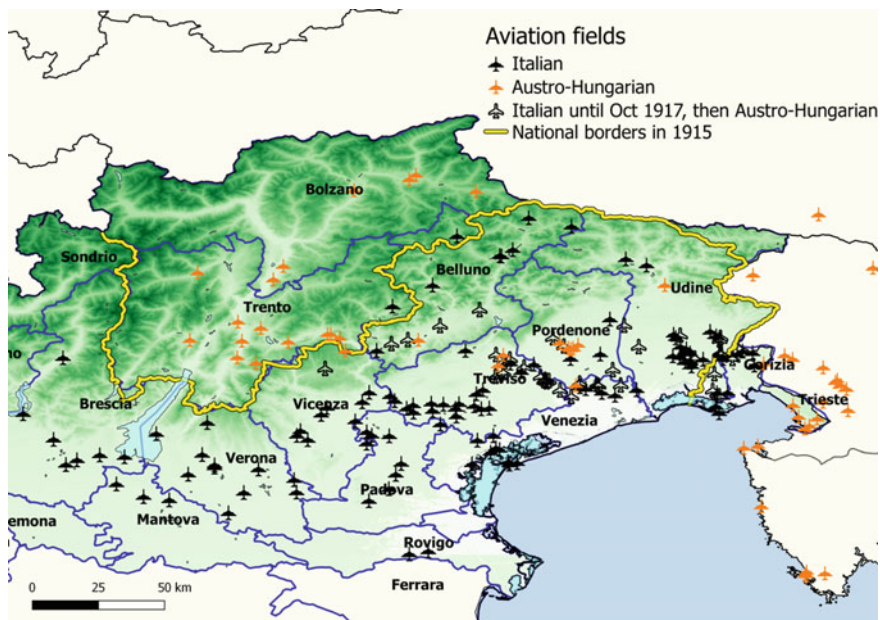 Aviation fields
Italian
Austro-Hungarian
Italian until Oct 1917, then Austro-Hungarian
National borders in 1915
Bolzano
Sondrio
Belluno
Trento
Udine
Pordenone
Gorizia
Treviso
Trieste
Brescia
Vicenza
Venezia
Verona
Padova
Mantova
emona
Rovigo
Ferrara
0 25 50 km